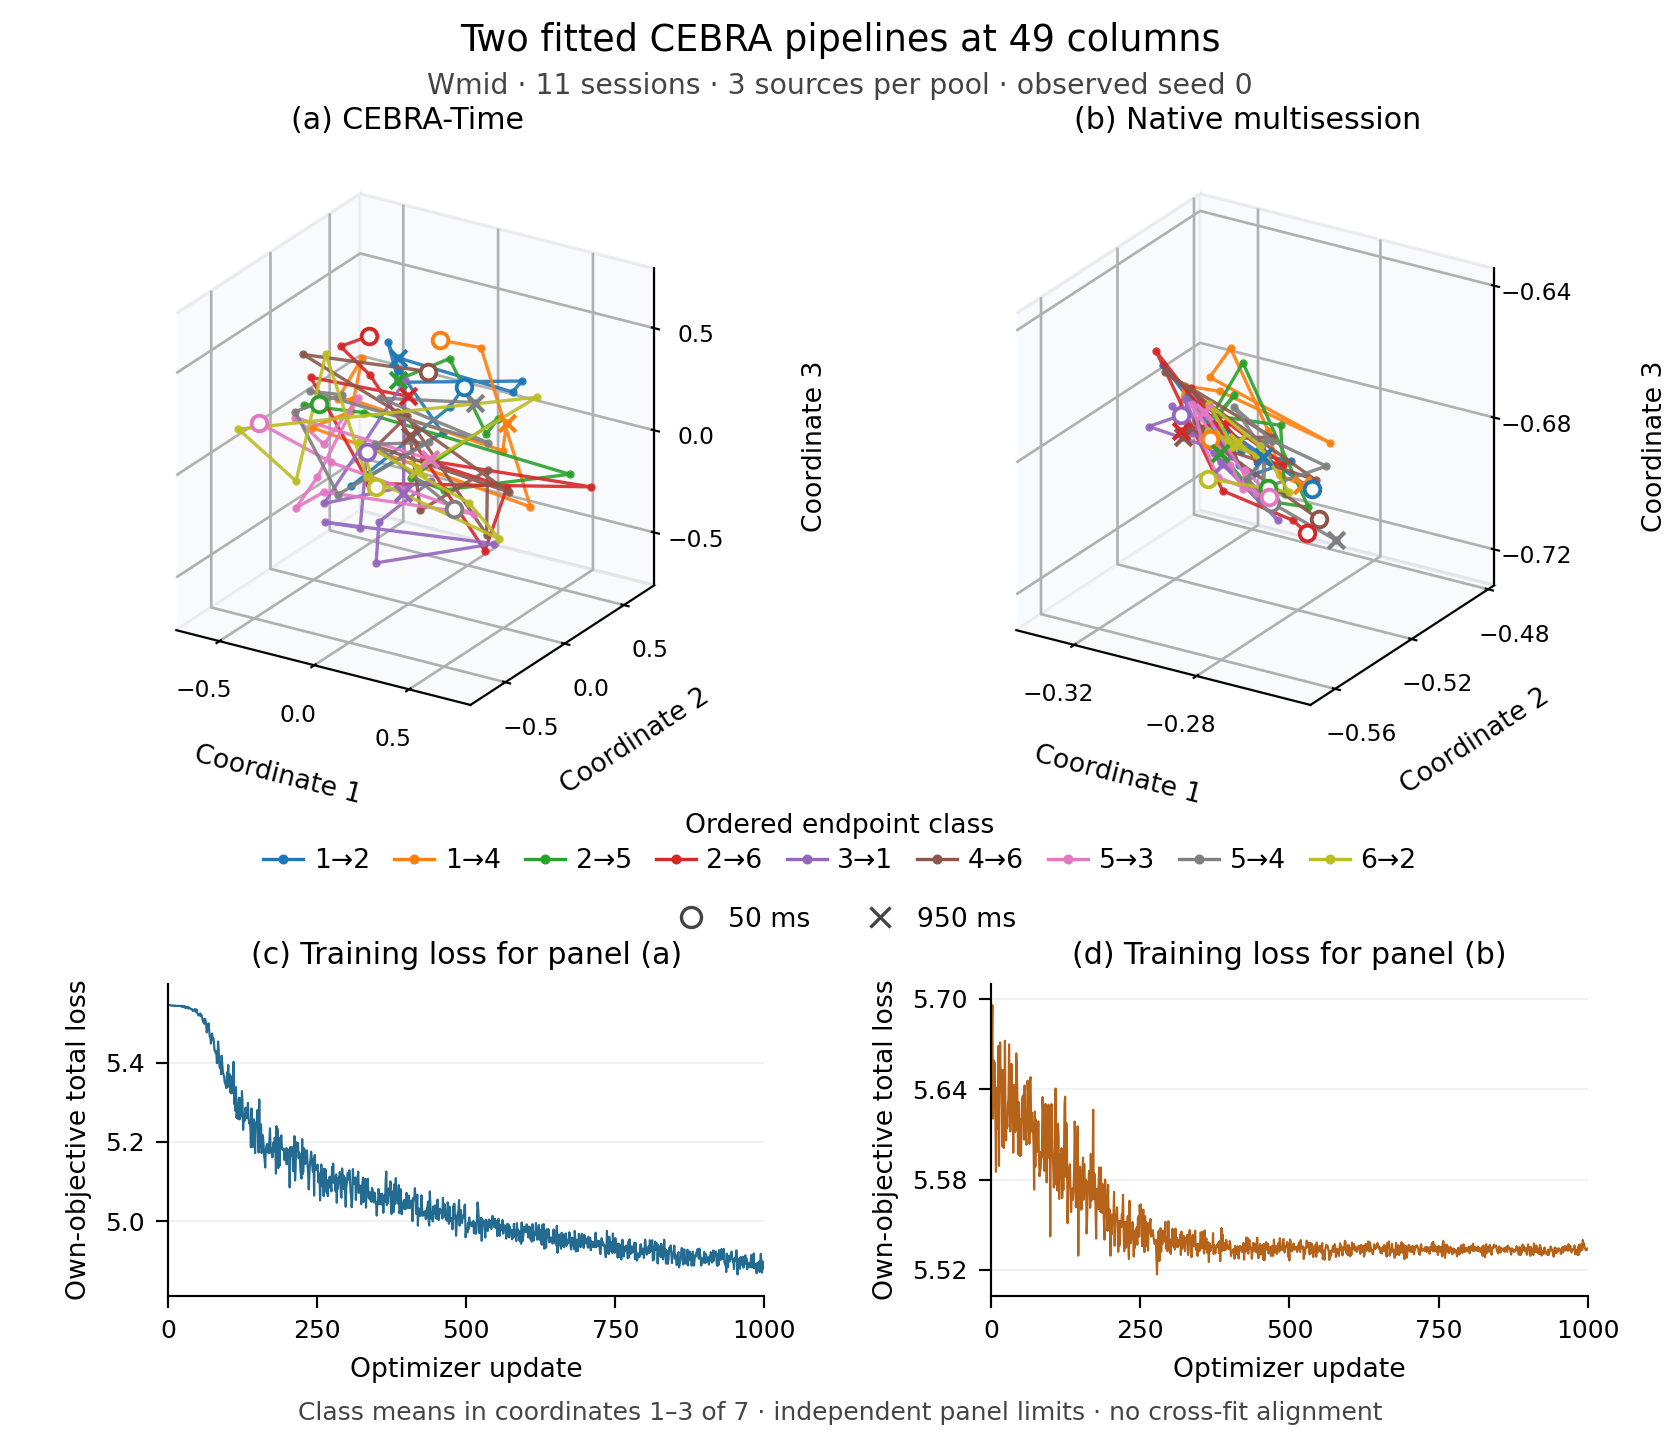 Two fitted CEBRA pipelines at 49 columns
Wmid · 11 sessions · 3 sources per pool · observed seed 0
(a) CEBRA-Time
(b) Native multisession
0.5
0.0
−0.5
Coordinate 3
−0.5
0.0
0.5
Coordinate 1
−0.5
0.0
0.5
Coordinate 2
−0.64
−0.68
−0.72
Coordinate 3
−0.32
−0.28
Coordinate 1
−0.56
−0.52
−0.48
Coordinate 2
Ordered endpoint class
1→2 1→4 2→5 2→6 3→1 4→6 5→3 5→4 6→2
50 ms 950 ms
(c) Training loss for panel (a)
Own-objective total loss
5.4
5.2
5.0
0 250 500 750 1000
Optimizer update
(d) Training loss for panel (b)
Own-objective total loss
5.70
5.64
5.58
5.52
0 250 500 750 1000
Optimizer update
Class means in coordinates 1–3 of 7 · independent panel limits · no cross-fit alignment